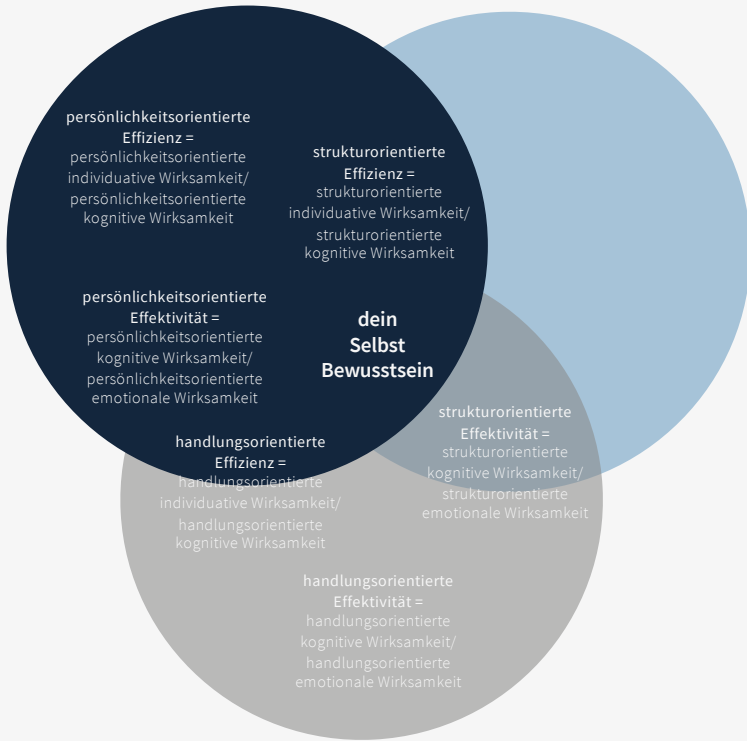 persönlichkeitsorientierte
Effizienz =
persönlichkeitsorientierte
individuative Wirksamkeit/
persönlichkeitsorientierte
kognitive Wirksamkeit
strukturorientierte
Effizienz =
strukturorientierte
individuative Wirksamkeit/
strukturorientierte
kognitive Wirksamkeit
persönlichkeitsorientierte
Effektivität =
persönlichkeitsorientierte
kognitive Wirksamkeit/
persönlichkeitsorientierte
emotionale Wirksamkeit
dein
Selbst
Bewusstsein
strukturorientierte
Effektivität =
strukturorientierte
kognitive Wirksamkeit/
strukturorientierte
emotionale Wirksamkeit
handlungsorientierte
Effizienz =
handlungsorientierte
individuative Wirksamkeit/
handlungsorientierte
kognitive Wirksamkeit
handlungsorientierte
Effektivität =
handlungsorientierte
kognitive Wirksamkeit/
handlungsorientierte
emotionale Wirksamkeit